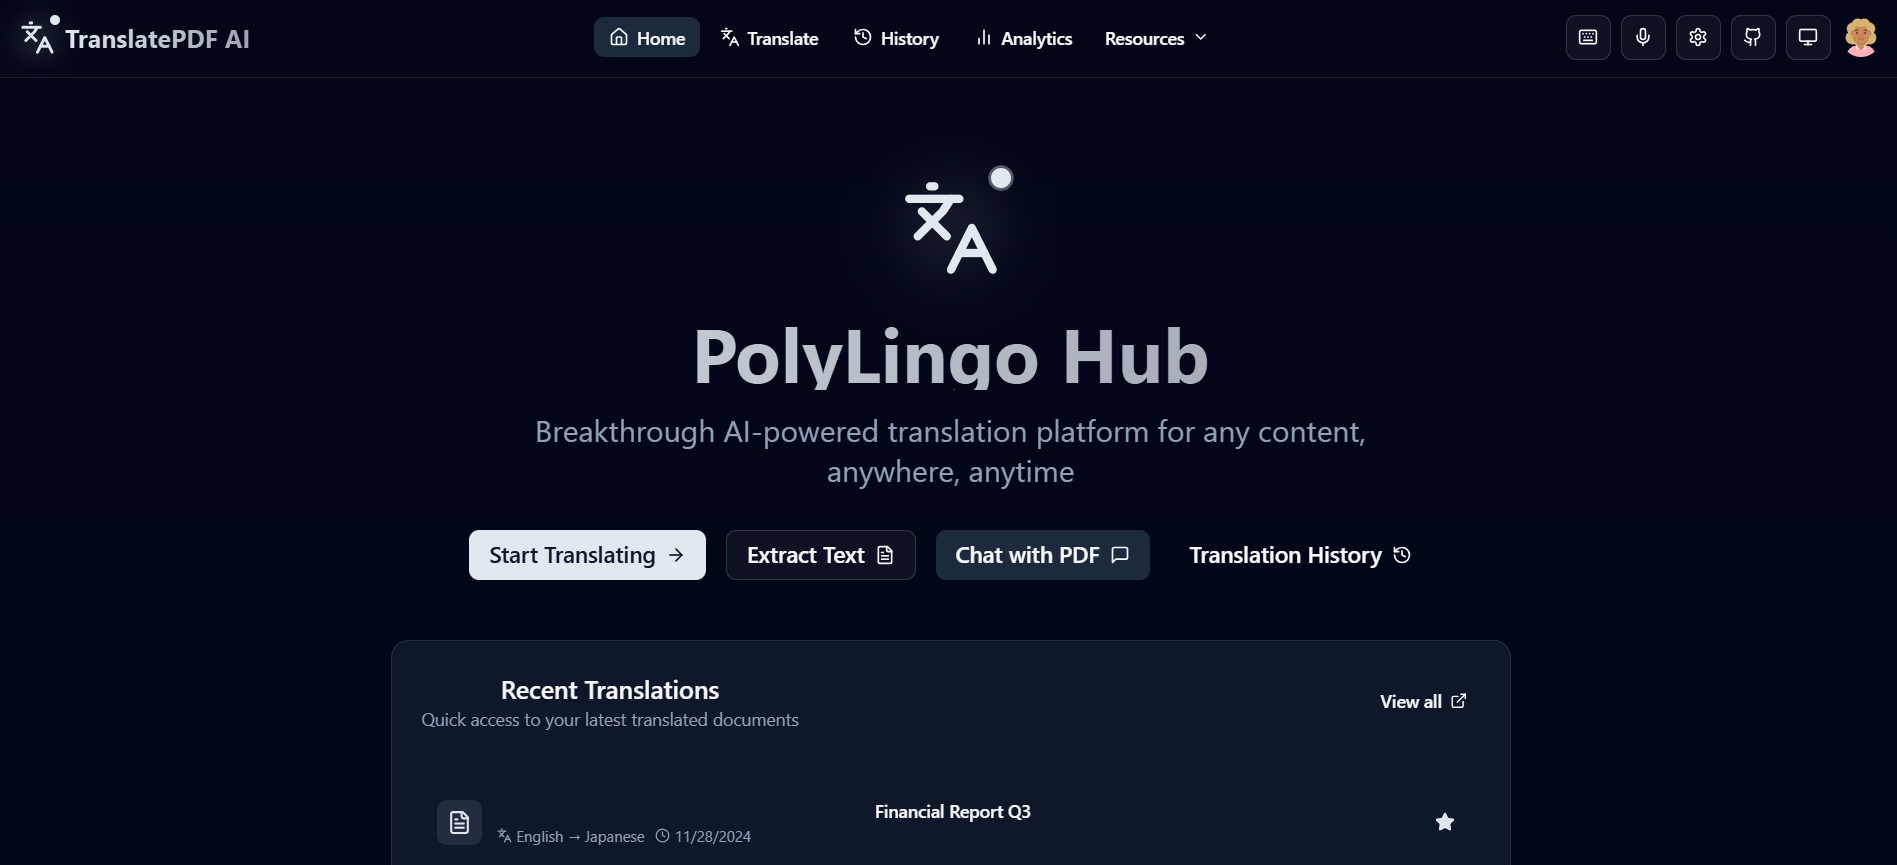 TranslatePDF AI
Home
Translate
History
Analytics
Resources
文A
PolyLingo Hub
Breakthrough AI-powered translation platform for any content,
anywhere, anytime
Start Translating →
Extract Text
Chat with PDF
Translation History
Recent Translations
Quick access to your latest translated documents
View all
Financial Report Q3
English → Japanese 11/28/2024